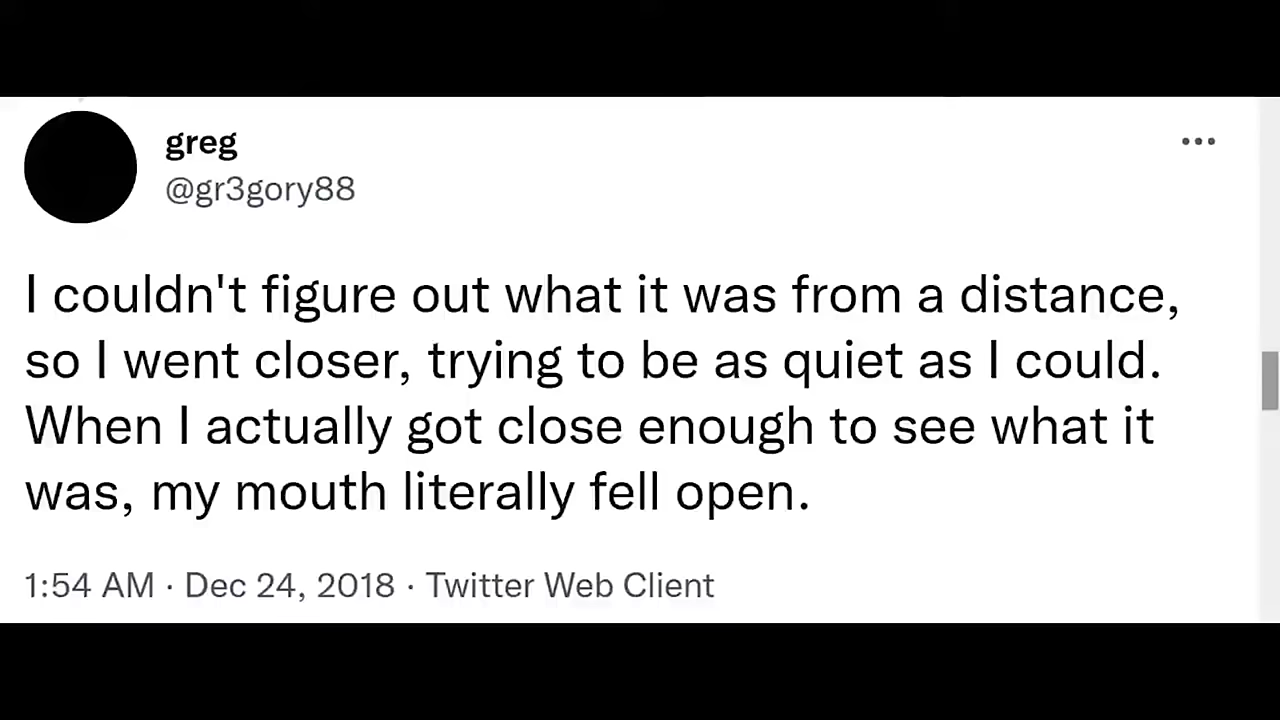 greg
@gr3gory88
I couldn't figure out what it was from a distance,
so I went closer, trying to be as quiet as I could.
When I actually got close enough to see what it
was, my mouth literally fell open.
1:54 AM · Dec 24, 2018 · Twitter Web Client